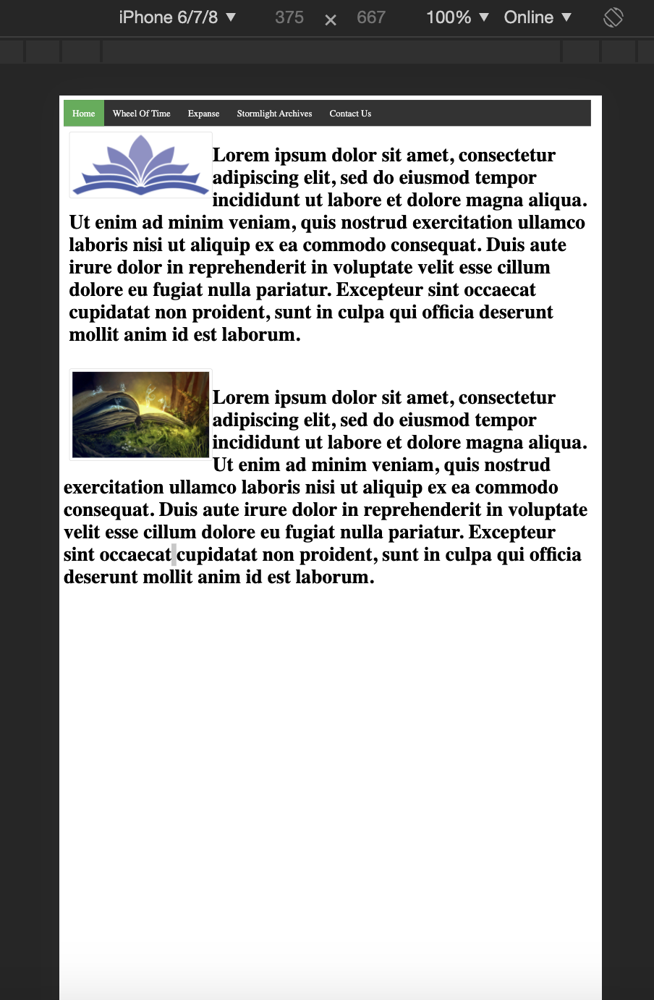 iPhone 6/7/8 ▼ 375 × 667 100% ▼ Online ▼
Home Wheel Of Time Expanse Stormlight Archives Contact Us
Lorem ipsum dolor sit amet, consectetur
adipiscing elit, sed do eiusmod tempor
incididunt ut labore et dolore magna aliqua.
Ut enim ad minim veniam, quis nostrud exercitation ullamco
laboris nisi ut aliquip ex ea commodo consequat. Duis aute
irure dolor in reprehenderit in voluptate velit esse cillum
dolore eu fugiat nulla pariatur. Excepteur sint occaecat
cupidatat non proident, sunt in culpa qui officia deserunt
mollit anim id est laborum.
Lorem ipsum dolor sit amet, consectetur
adipiscing elit, sed do eiusmod tempor
incididunt ut labore et dolore magna aliqua.
Ut enim ad minim veniam, quis nostrud
exercitation ullamco laboris nisi ut aliquip ex ea commodo
consequat. Duis aute irure dolor in reprehenderit in voluptate
velit esse cillum dolore eu fugiat nulla pariatur. Excepteur
sint occaecat cupidatat non proident, sunt in culpa qui officia
deserunt mollit anim id est laborum.